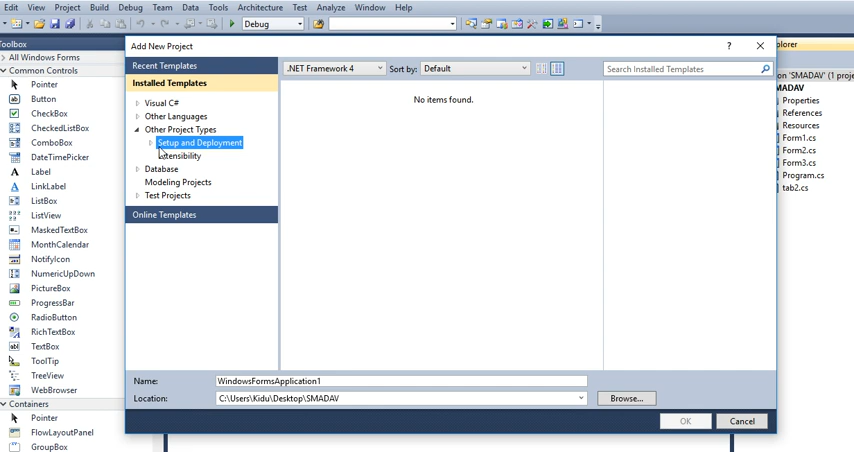 Edit View Project Build Debug Team Data Tools Architecture Test Analyze Window Help
Debug
Toolbox
All Windows Forms
Common Controls
Pointer
Button
CheckBox
CheckedListBox
ComboBox
DateTimePicker
Label
LinkLabel
ListBox
ListView
MaskedTextBox
MonthCalendar
NotifyIcon
NumericUpDown
PictureBox
ProgressBar
RadioButton
RichTextBox
TextBox
ToolTip
TreeView
WebBrowser
Containers
Pointer
FlowLayoutPanel
GroupBox
Add New Project
Recent Templates
Installed Templates
Visual C#
Other Languages
Other Project Types
Setup and Deployment
Extensibility
Database
Modeling Projects
Test Projects
Online Templates
.NET Framework 4 Sort by: Default
Search Installed Templates
No items found.
Name: WindowsFormsApplication1
Location: C:\Users\Kidu\Desktop\SMADAV Browse...
OK Cancel
plorer
on 'SMADAV' (1 proje
MADAV
Properties
References
Resources
Form1.cs
Form2.cs
Form3.cs
Program.cs
tab2.cs